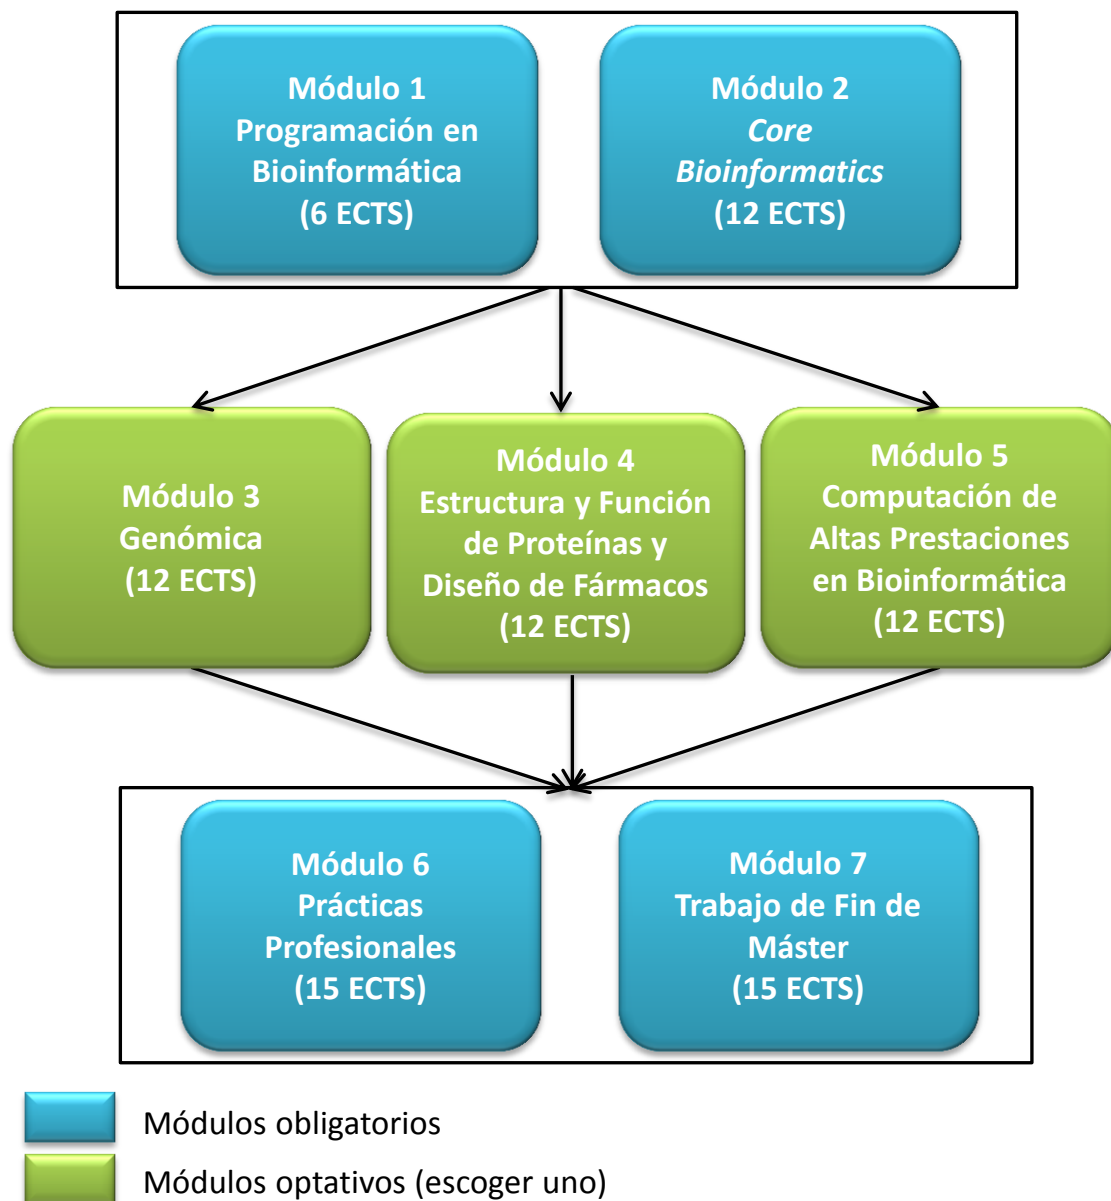 Módulo 1
Programación en
Bioinformática
(6 ECTS)
Módulo 2
Core
Bioinformatics
(12 ECTS)
Módulo 3
Genómica
(12 ECTS)
Módulo 4
Estructura y Función
de Proteínas y
Diseño de Fármacos
(12 ECTS)
Módulo 5
Computación de
Altas Prestaciones
en Bioinformática
(12 ECTS)
Módulo 6
Prácticas
Profesionales
(15 ECTS)
Módulo 7
Trabajo de Fin de
Máster
(15 ECTS)
Módulos obligatorios
Módulos optativos (escoger uno)